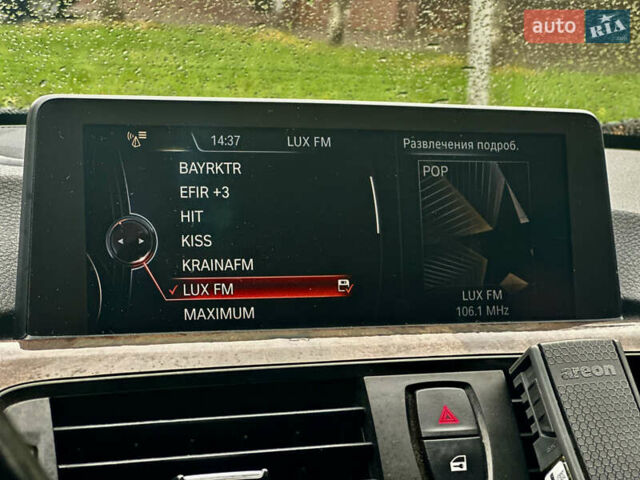 auto RIA
14:37 LUX FM
Развлечения подроб.
BAYRKTR
EFIR +3
HIT
KISS
KRAINAFM
LUX FM
MAXIMUM
POP
LUX FM
106.1 MHz
areon